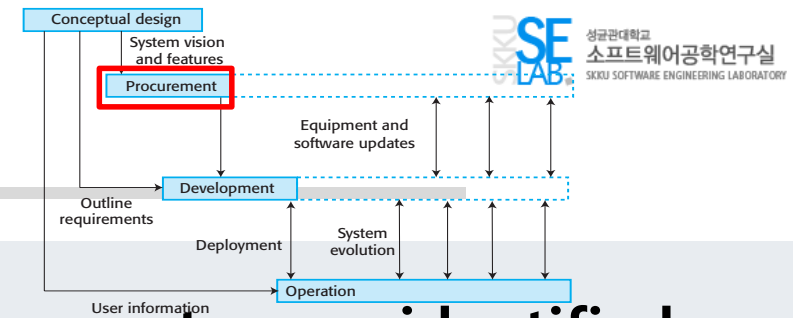 Conceptual design
System vision
and features
Procurement
Equipment and
software updates
Development
Outline
requirements
Deployment
System
evolution
Operation
User information
SKKU
SE
LAB.
성균관대학교
소프트웨어공학연구실
SKKU SOFTWARE ENGINEERING LABORATORY